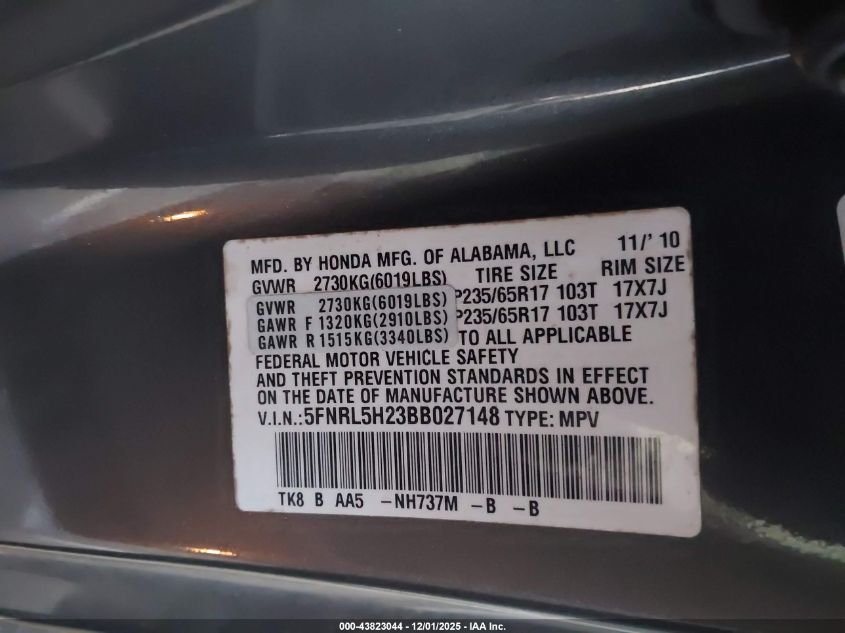 MFD. BY HONDA MFG. OF ALABAMA, LLC 11/' 10
GVWR 2730KG(6019LBS) TIRE SIZE RIM SIZE
GVWR 2730KG(6019LBS) P235/65R17 103T 17X7J
GAWR F 1320KG(2910LBS) P235/65R17 103T 17X7J
GAWR R 1515KG(3340LBS) TO ALL APPLICABLE
FEDERAL MOTOR VEHICLE SAFETY
AND THEFT PREVENTION STANDARDS IN EFFECT
ON THE DATE OF MANUFACTURE SHOWN ABOVE.
V.I.N.:5FNRL5H23BB027148 TYPE: MPV
TK8 B AA5 -NH737M -B -B
000-43823044 - 12/01/2025 - IAA Inc.